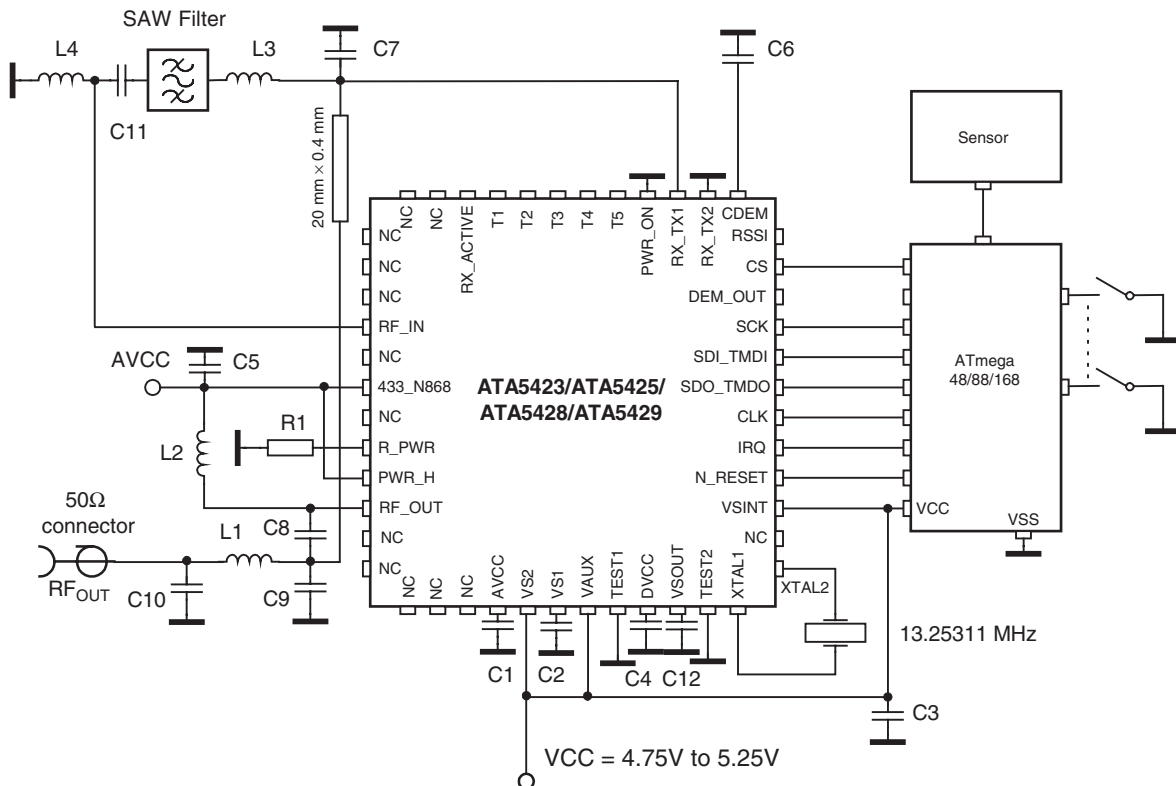 SAW Filter
L4
L3
C7
C6
C11
20 mm × 0.4 mm
Sensor
NC
NC
RX_ACTIVE
T1
T2
T3
T4
T5
PWR_ON
RX_TX1
RX_TX2
CDEM
NC
NC
NC
RF_IN
NC
433_N868
NC
R_PWR
PWR_H
RF_OUT
NC
NC
RSSI
CS
DEM_OUT
SCK
SDI_TMDI
SDO_TMDO
CLK
IRQ
N_RESET
VSINT
NC
XTAL2
ATA5423/ATA5425/
ATA5428/ATA5429
ATmega
48/88/168
VCC
VSS
AVCC
C5
L2
R1
50Ω
connector
RFOUT
L1
C8
C10
C9
NC
NC
NC
AVCC
VS2
VS1
VAUX
TEST1
DVCC
VSOUT
TEST2
XTAL1
C1
C2
C4
C12
13.25311 MHz
C3
VCC = 4.75V to 5.25V